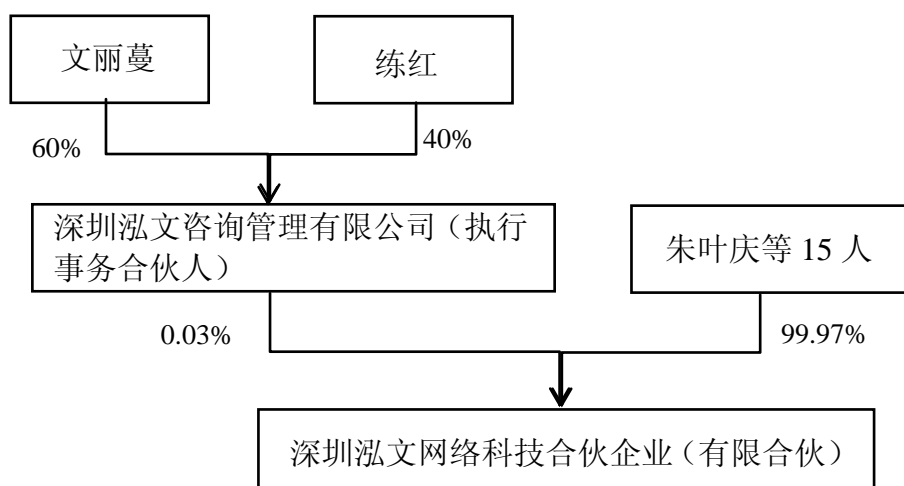 文丽蔓
练红
60%
40%
深圳泓文咨询管理有限公司（执行
事务合伙人）
朱叶庆等 15 人
0.03%
99.97%
深圳泓文网络科技合伙企业（有限合伙）